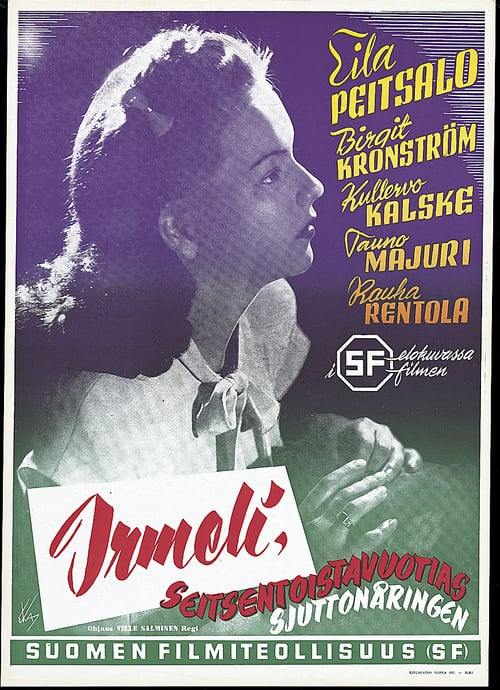 Eila
PEITSALO
Birgit
KRONSTRÖM
Kullervo
KALSKE
Tauno
MAJURI
Rauha
RENTOLA
i SF elokuvassa
filmen
Irmeli,
SEITSENTOISTAVUOTIAS
SJUTTONÅRINGEN
Ohjaus VILLE SALMINEN Regi
SUOMEN FILMITEOLLISUUS (SF)